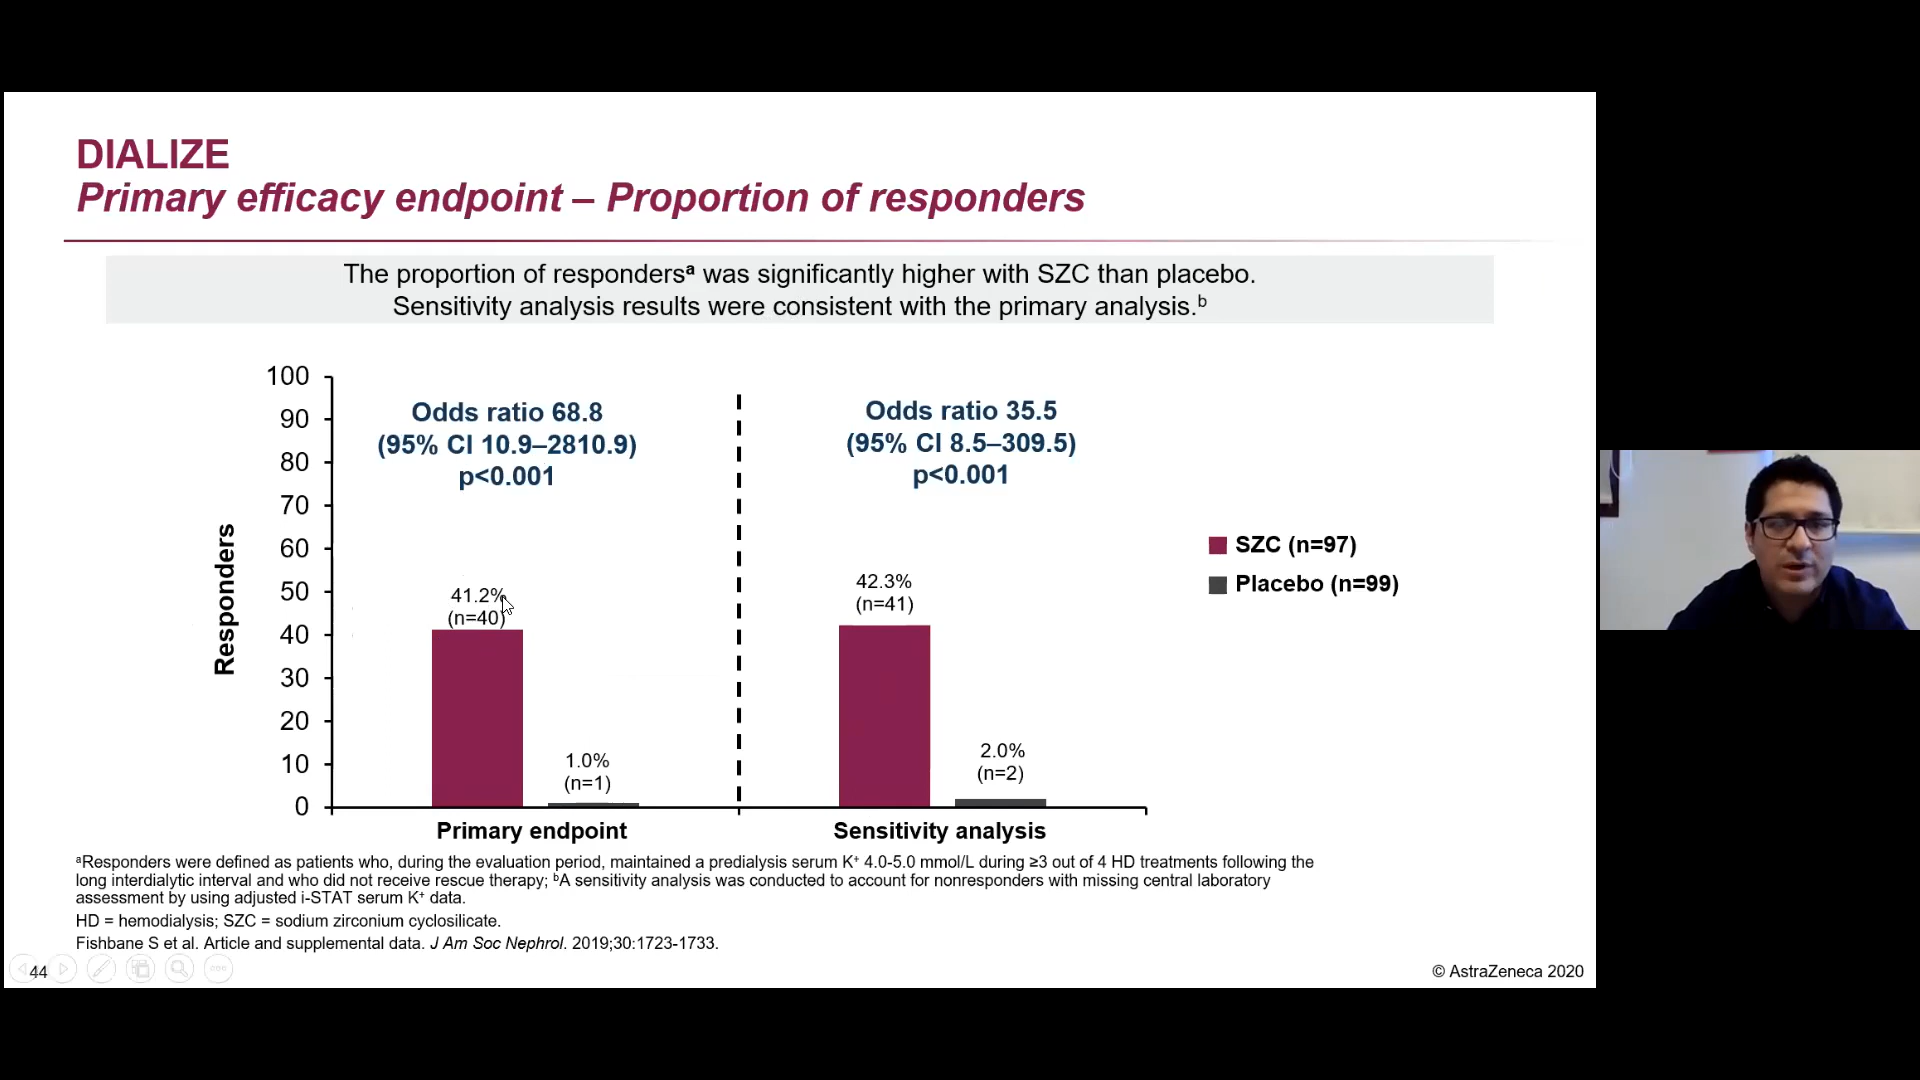 DIALIZE
Primary efficacy endpoint – Proportion of responders
The proportion of respondersᵃ was significantly higher with SZC than placebo.
Sensitivity analysis results were consistent with the primary analysis.ᵇ
100
90
80
70
60
50
40
30
20
10
0
Responders
Odds ratio 68.8
(95% CI 10.9–2810.9)
p<0.001
41.2%
(n=40)
1.0%
(n=1)
Primary endpoint
Odds ratio 35.5
(95% CI 8.5–309.5)
p<0.001
42.3%
(n=41)
2.0%
(n=2)
Sensitivity analysis
SZC (n=97)
Placebo (n=99)
ᵃResponders were defined as patients who, during the evaluation period, maintained a predialysis serum K⁺ 4.0-5.0 mmol/L during ≥3 out of 4 HD treatments following the
long interdialytic interval and who did not receive rescue therapy; ᵇA sensitivity analysis was conducted to account for nonresponders with missing central laboratory
assessment by using adjusted i-STAT serum K⁺ data.
HD = hemodialysis; SZC = sodium zirconium cyclosilicate.
Fishbane S et al. Article and supplemental data. J Am Soc Nephrol. 2019;30:1723-1733.
44
© AstraZeneca 2020